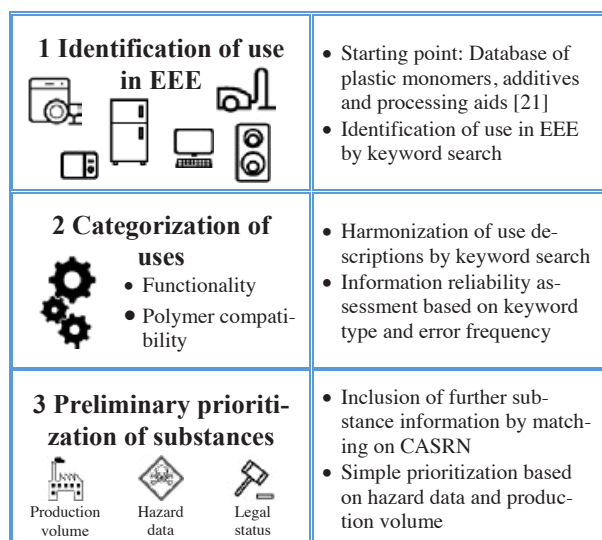 1 Identification of use
in EEE
• Starting point: Database of
plastic monomers, additives
and processing aids [21]
• Identification of use in EEE
by keyword search
2 Categorization of
uses
• Functionality
• Polymer compati-
bility
• Harmonization of use de-
scriptions by keyword search
• Information reliability as-
sessment based on keyword
type and error frequency
3 Preliminary prioriti-
zation of substances
Production
volume
Hazard
data
Legal
status
• Inclusion of further sub-
stance information by match-
ing on CASRN
• Simple prioritization based
on hazard data and produc-
tion volume